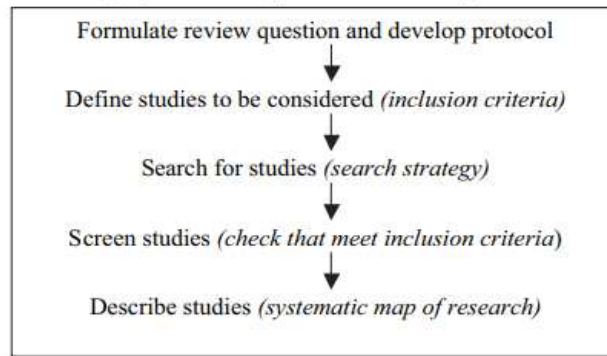 Formulate review question and develop protocol
Define studies to be considered (inclusion criteria)
Search for studies (search strategy)
Screen studies (check that meet inclusion criteria)
Describe studies (systematic map of research)